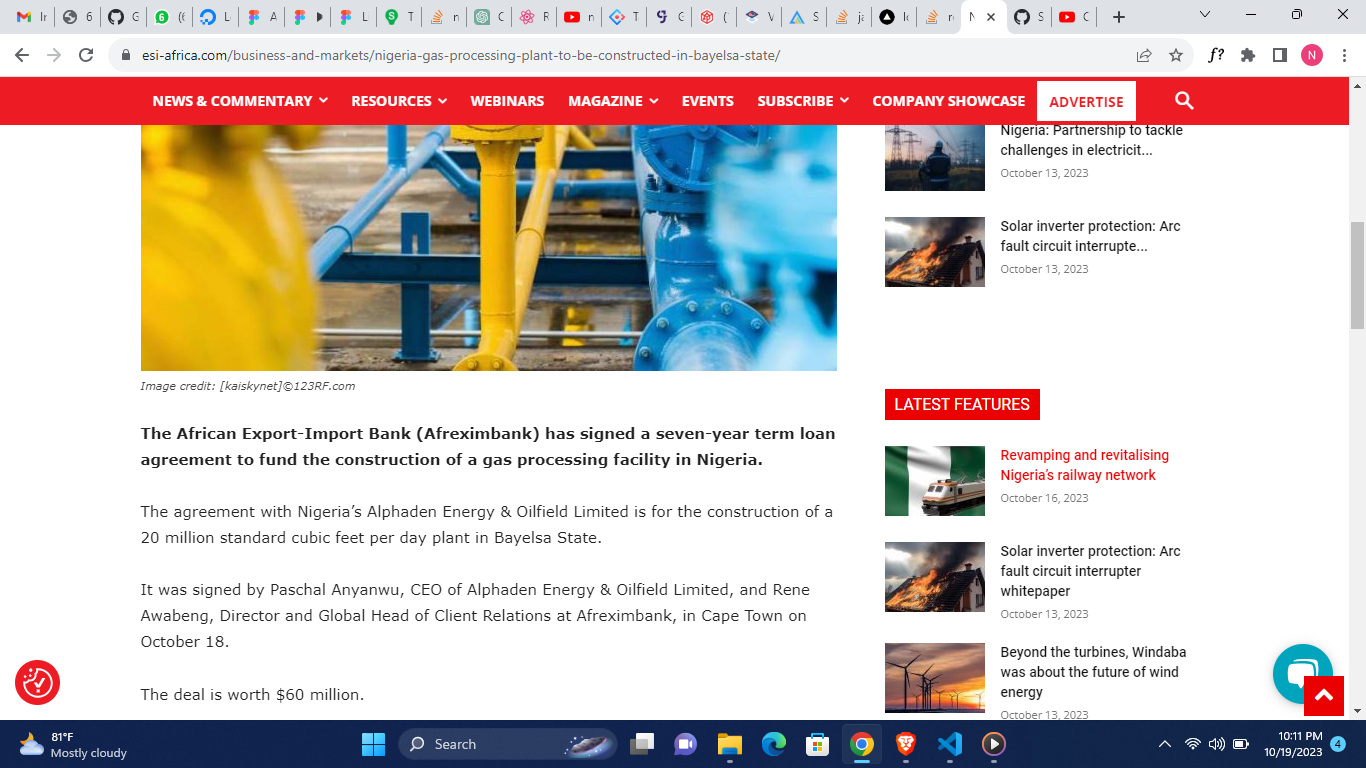 In
6
G
(6
L
A
L
T
n
C
R
n
T
G
(
V
S
ja
lo
re
N
S
C
esi-africa.com/business-and-markets/nigeria-gas-processing-plant-to-be-constructed-in-bayelsa-state/
f?
N
NEWS & COMMENTARY
RESOURCES
WEBINARS
MAGAZINE
EVENTS
SUBSCRIBE
COMPANY SHOWCASE
ADVERTISE
Image credit: [kaiskynet]©123RF.com
The African Export-Import Bank (Afreximbank) has signed a seven-year term loan
agreement to fund the construction of a gas processing facility in Nigeria.
The agreement with Nigeria’s Alphaden Energy & Oilfield Limited is for the construction of a
20 million standard cubic feet per day plant in Bayelsa State.
It was signed by Paschal Anyanwu, CEO of Alphaden Energy & Oilfield Limited, and Rene
Awabeng, Director and Global Head of Client Relations at Afreximbank, in Cape Town on
October 18.
The deal is worth $60 million.
Nigeria: Partnership to tackle
challenges in electricit...
October 13, 2023
Solar inverter protection: Arc
fault circuit interrupte...
October 13, 2023
LATEST FEATURES
Revamping and revitalising
Nigeria’s railway network
October 16, 2023
Solar inverter protection: Arc
fault circuit interrupter
whitepaper
October 13, 2023
Beyond the turbines, Windaba
was about the future of wind
energy
October 13, 2023
81°F
Mostly cloudy
Search
10:11 PM
10/19/2023
4